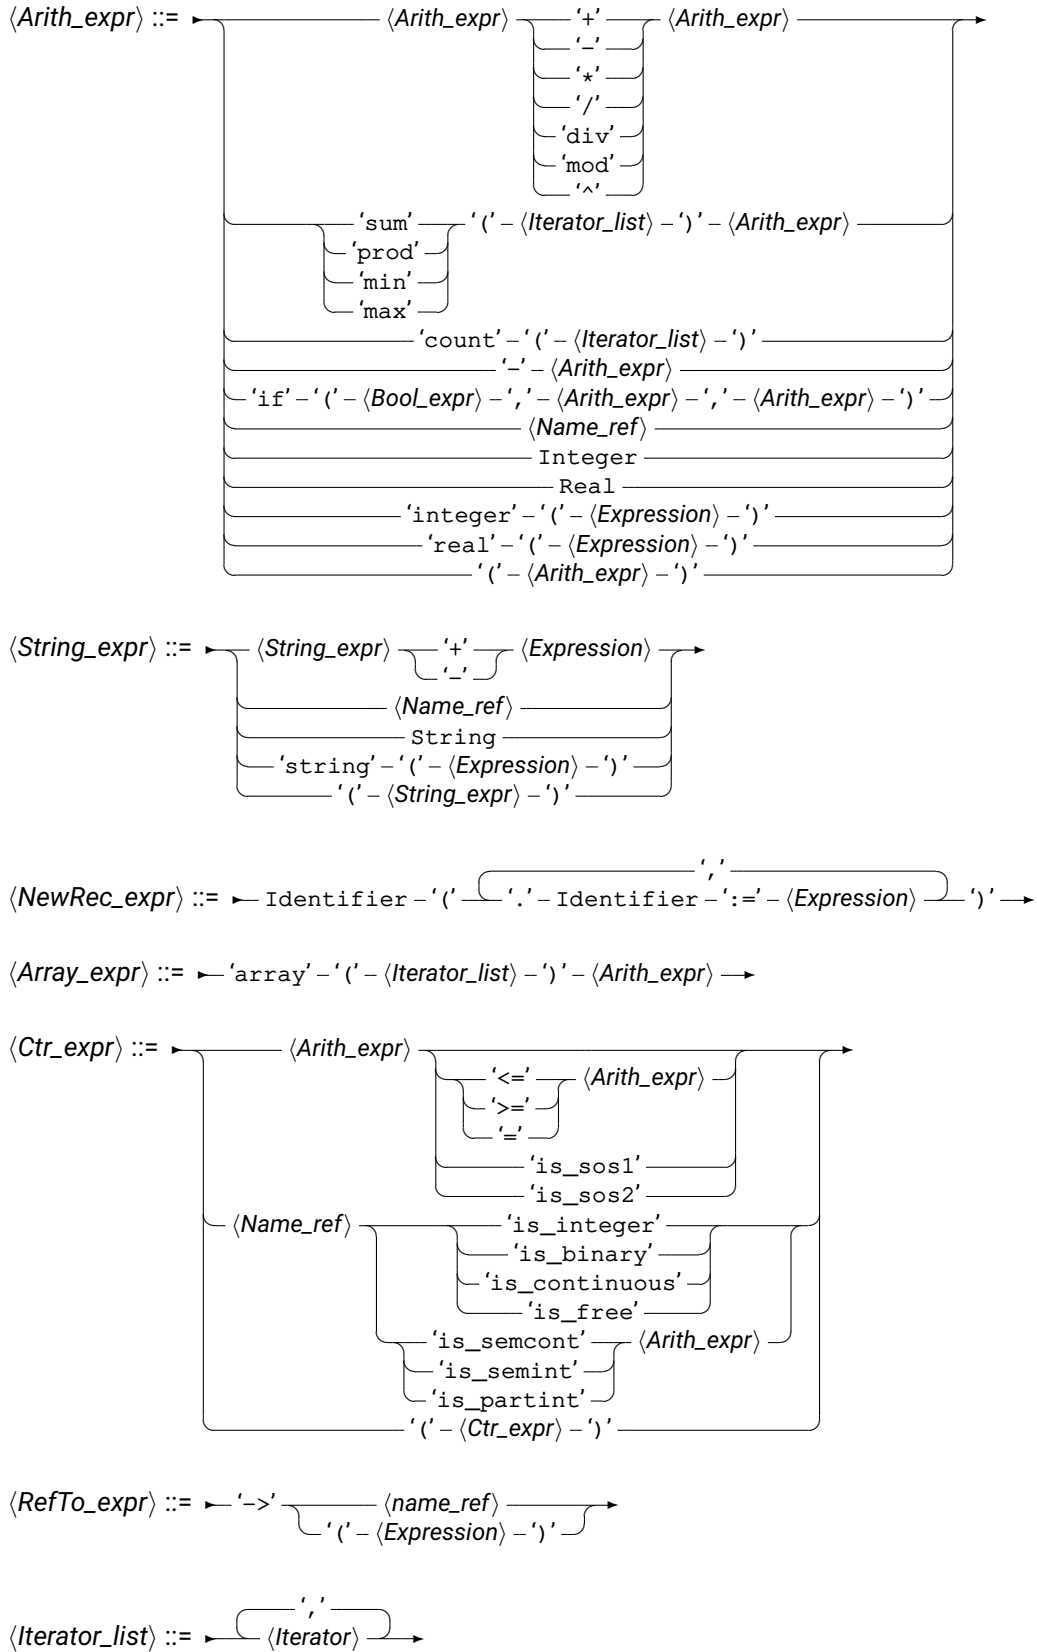 ⟨Arith_expr⟩ ::= ⟨Arith_expr⟩ ‘+’ ⟨Arith_expr⟩
‘-’
‘*’
‘/’
‘div’
‘mod’
‘^’
‘sum’ ‘(’ ⟨Iterator_list⟩ ‘)’ ⟨Arith_expr⟩
‘prod’
‘min’
‘max’
‘count’ ‘(’ ⟨Iterator_list⟩ ‘)’
‘-’ ⟨Arith_expr⟩
‘if’ ‘(’ ⟨Bool_expr⟩ ‘,’ ⟨Arith_expr⟩ ‘,’ ⟨Arith_expr⟩ ‘)’
⟨Name_ref⟩
Integer
Real
‘integer’ ‘(’ ⟨Expression⟩ ‘)’
‘real’ ‘(’ ⟨Expression⟩ ‘)’
‘(’ ⟨Arith_expr⟩ ‘)’
⟨String_expr⟩ ::= ⟨String_expr⟩ ‘+’ ⟨Expression⟩
‘-’
⟨Name_ref⟩
String
‘string’ ‘(’ ⟨Expression⟩ ‘)’
‘(’ ⟨String_expr⟩ ‘)’
‘,’
⟨NewRec_expr⟩ ::= Identifier ‘(’ ‘.’ Identifier ‘:=’ ⟨Expression⟩ ‘)’
⟨Array_expr⟩ ::= ‘array’ ‘(’ ⟨Iterator_list⟩ ‘)’ ⟨Arith_expr⟩
⟨Ctr_expr⟩ ::= ⟨Arith_expr⟩
‘<=’ ⟨Arith_expr⟩
‘>=’
‘=’
‘is_sos1’
‘is_sos2’
⟨Name_ref⟩ ‘is_integer’
‘is_binary’
‘is_continuous’
‘is_free’
‘is_semcont’ ⟨Arith_expr⟩
‘is_semint’
‘is_partint’
‘(’ ⟨Ctr_expr⟩ ‘)’
⟨RefTo_expr⟩ ::= ‘->’ ⟨name_ref⟩
‘(’ ⟨Expression⟩ ‘)’
‘,’
⟨Iterator_list⟩ ::= ⟨Iterator⟩